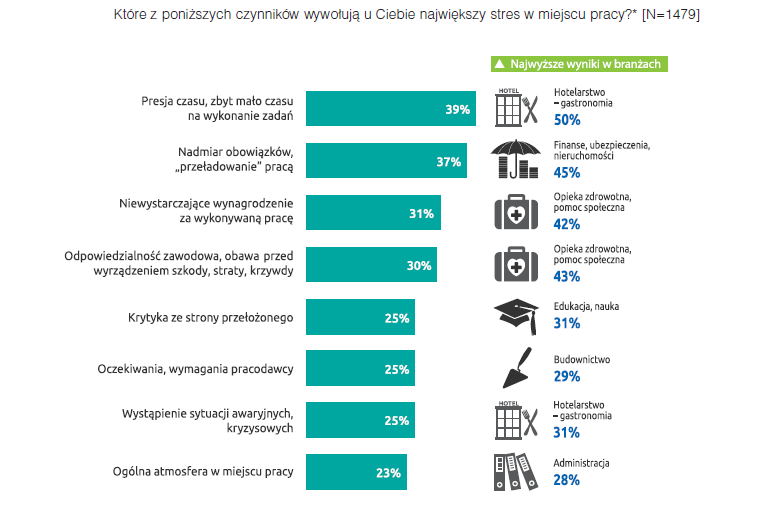 Które z poniższych czynników wywołują u Ciebie największy stres w miejscu pracy?* [N=1479]
▲ Najwyższe wyniki w branżach
Presja czasu, zbyt mało czasu
na wykonanie zadań
39%
HOTEL
Hotelarstwo
– gastronomia
50%
Nadmiar obowiązków,
„przeładowanie” pracą
37%
Finanse, ubezpieczenia,
nieruchomości
45%
Niewystarczające wynagrodzenie
za wykonywaną pracę
31%
Opieka zdrowotna,
pomoc społeczna
42%
Odpowiedzialność zawodowa, obawa przed
wyrządzeniem szkody, straty, krzywdy
30%
Opieka zdrowotna,
pomoc społeczna
43%
Krytyka ze strony przełożonego
25%
Edukacja, nauka
31%
Oczekiwania, wymagania pracodawcy
25%
Budownictwo
29%
Wystąpienie sytuacji awaryjnych,
kryzysowych
25%
HOTEL
Hotelarstwo
– gastronomia
31%
Ogólna atmosfera w miejscu pracy
23%
Administracja
28%